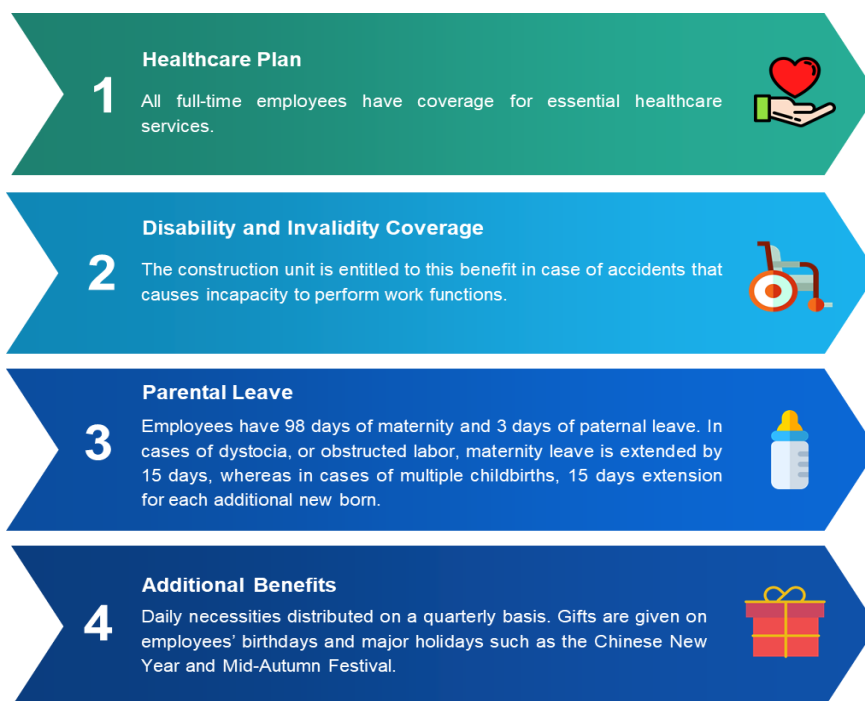 1
Healthcare Plan
All full-time employees have coverage for essential healthcare
services.
2
Disability and Invalidity Coverage
The construction unit is entitled to this benefit in case of accidents that
causes incapacity to perform work functions.
3
Parental Leave
Employees have 98 days of maternity and 3 days of paternal leave. In
cases of dystocia, or obstructed labor, maternity leave is extended by
15 days, whereas in cases of multiple childbirths, 15 days extension
for each additional new born.
4
Additional Benefits
Daily necessities distributed on a quarterly basis. Gifts are given on
employees’ birthdays and major holidays such as the Chinese New
Year and Mid-Autumn Festival.